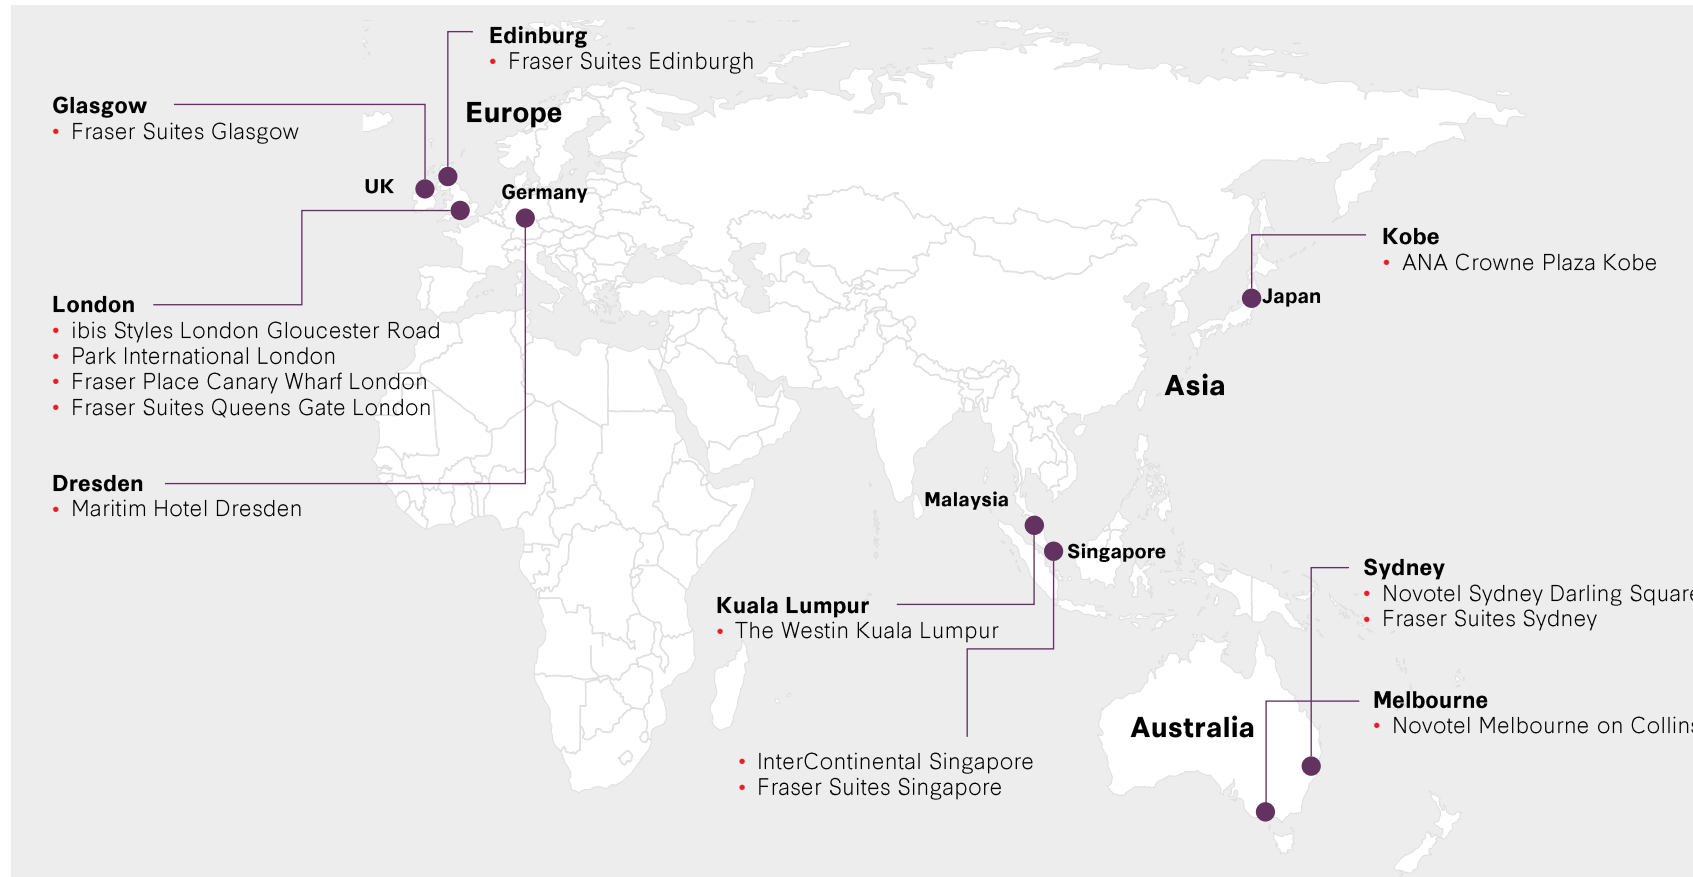 Edinburg
• Fraser Suites Edinburgh
Glasgow
• Fraser Suites Glasgow
Europe
UK
Germany
London
• ibis Styles London Gloucester Road
• Park International London
• Fraser Place Canary Wharf London
• Fraser Suites Queens Gate London
Dresden
• Maritim Hotel Dresden
Kobe
• ANA Crowne Plaza Kobe
Japan
Asia
Malaysia
Singapore
Kuala Lumpur
• The Westin Kuala Lumpur
• InterContinental Singapore
• Fraser Suites Singapore
Sydney
• Novotel Sydney Darling Square
• Fraser Suites Sydney
Melbourne
• Novotel Melbourne on Collins
Australia